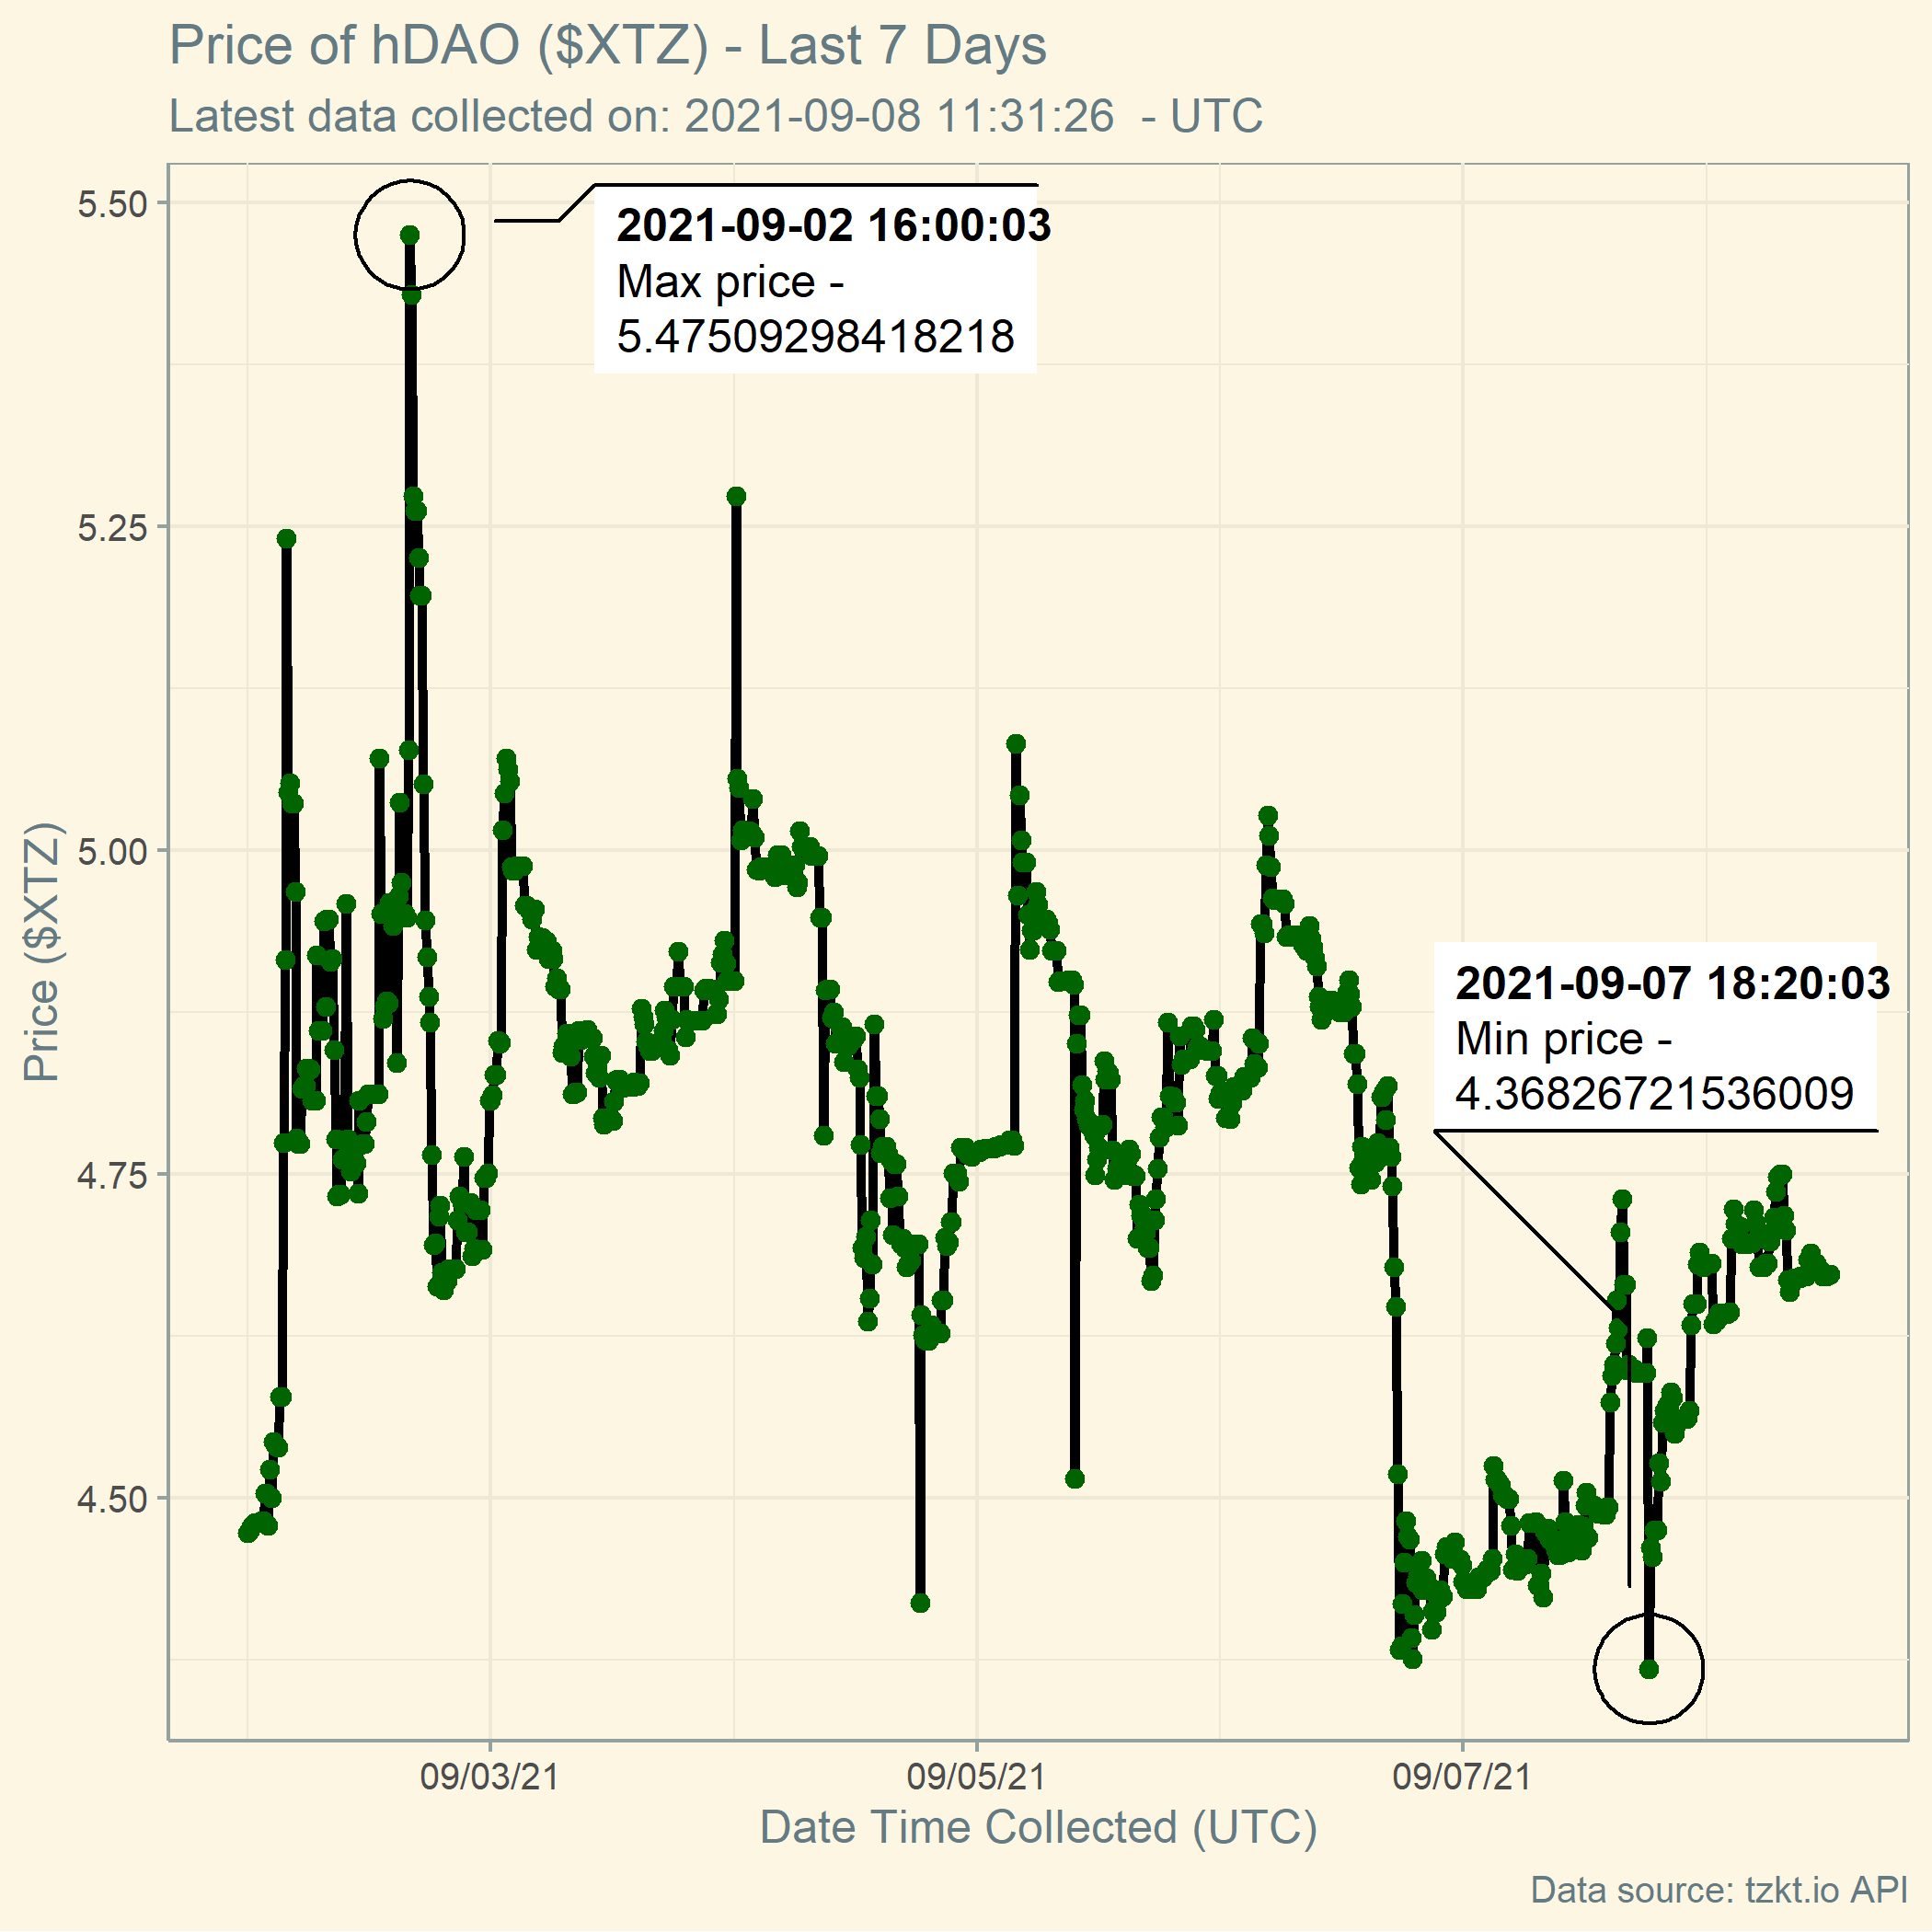 Price of hDAO ($XTZ) - Last 7 Days
Latest data collected on: 2021-09-08 11:31:26  - UTC
5.50
5.25
5.00
4.75
4.50
Price ($XTZ)
2021-09-02 16:00:03
Max price -
5.47509298418218
2021-09-07 18:20:03
Min price -
4.36826721536009
09/03/21
09/05/21
09/07/21
Date Time Collected (UTC)
Data source: tzkt.io API